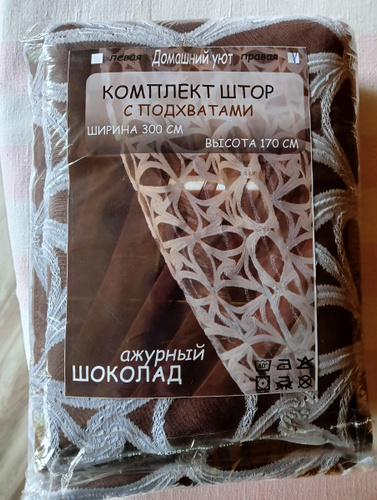 левая Домашний уют правая
КОМПЛЕКТ ШТОР
С ПОДХВАТАМИ
ШИРИНА 300 СМ
ВЫСОТА 170 СМ
ажурный
ШОКОЛАД